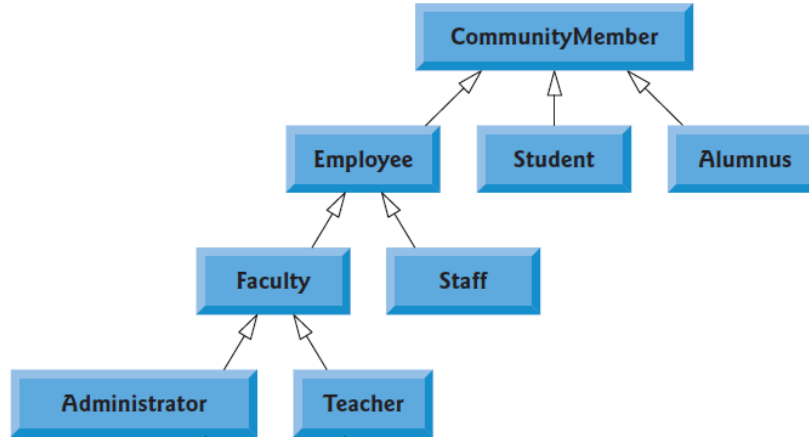 CommunityMember
Employee
Student
Alumnus
Faculty
Staff
Administrator
Teacher